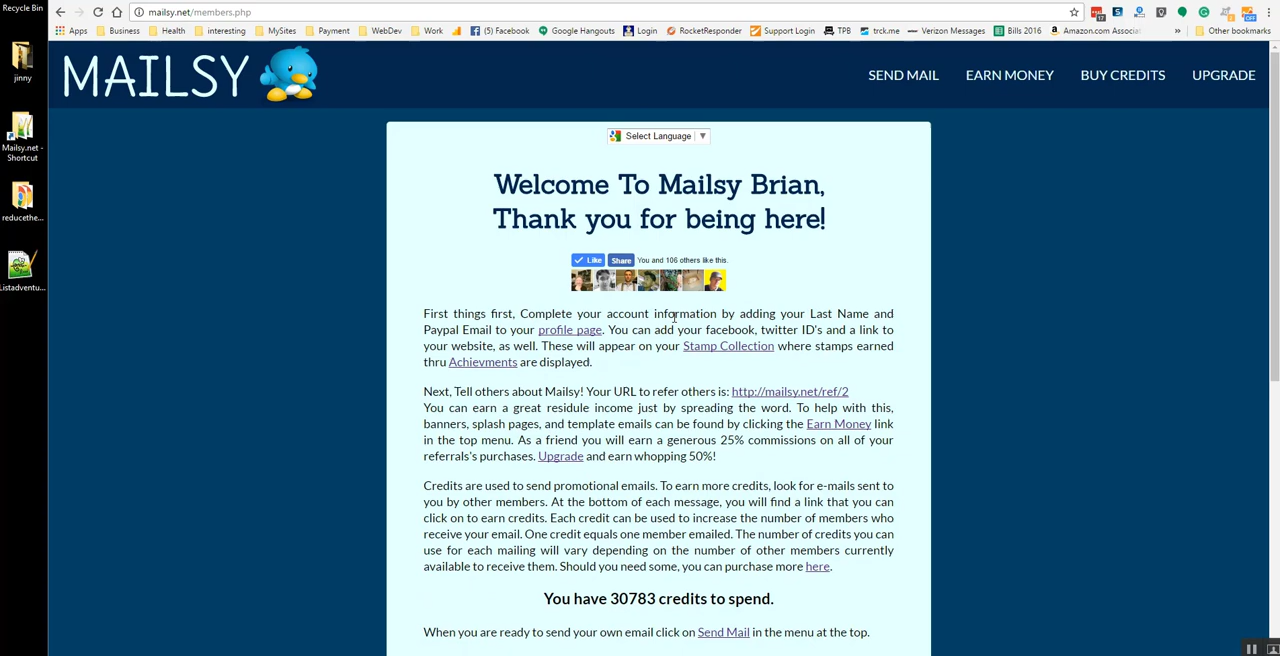 Recycle Bin
jinny
Mailsy.net -
Shortcut
reducethe...
Listadventu...
mailsy.net/members.php
17
OFF
Apps Business Health interesting MySites Payment WebDev Work (5) Facebook Google Hangouts Login RocketResponder Support Login TPB trck.me Verizon Messages Bills 2016 Amazon.com Associa » Other bookmarks
MAILSY
SEND MAIL EARN MONEY BUY CREDITS UPGRADE
Select Language ▼
Welcome To Mailsy Brian,
Thank you for being here!
Like Share You and 106 others like this.
First things first, Complete your account information by adding your Last Name and
Paypal Email to your profile page. You can add your facebook, twitter ID's and a link to
your website, as well. These will appear on your Stamp Collection where stamps earned
thru Achievments are displayed.
Next, Tell others about Mailsy! Your URL to refer others is: http://mailsy.net/ref/2
You can earn a great residule income just by spreading the word. To help with this,
banners, splash pages, and template emails can be found by clicking the Earn Money link
in the top menu. As a friend you will earn a generous 25% commissions on all of your
referrals's purchases. Upgrade and earn whopping 50%!
Credits are used to send promotional emails. To earn more credits, look for e-mails sent to
you by other members. At the bottom of each message, you will find a link that you can
click on to earn credits. Each credit can be used to increase the number of members who
receive your email. One credit equals one member emailed. The number of credits you can
use for each mailing will vary depending on the number of other members currently
available to receive them. Should you need some, you can purchase more here.
You have 30783 credits to spend.
When you are ready to send your own email click on Send Mail in the menu at the top.